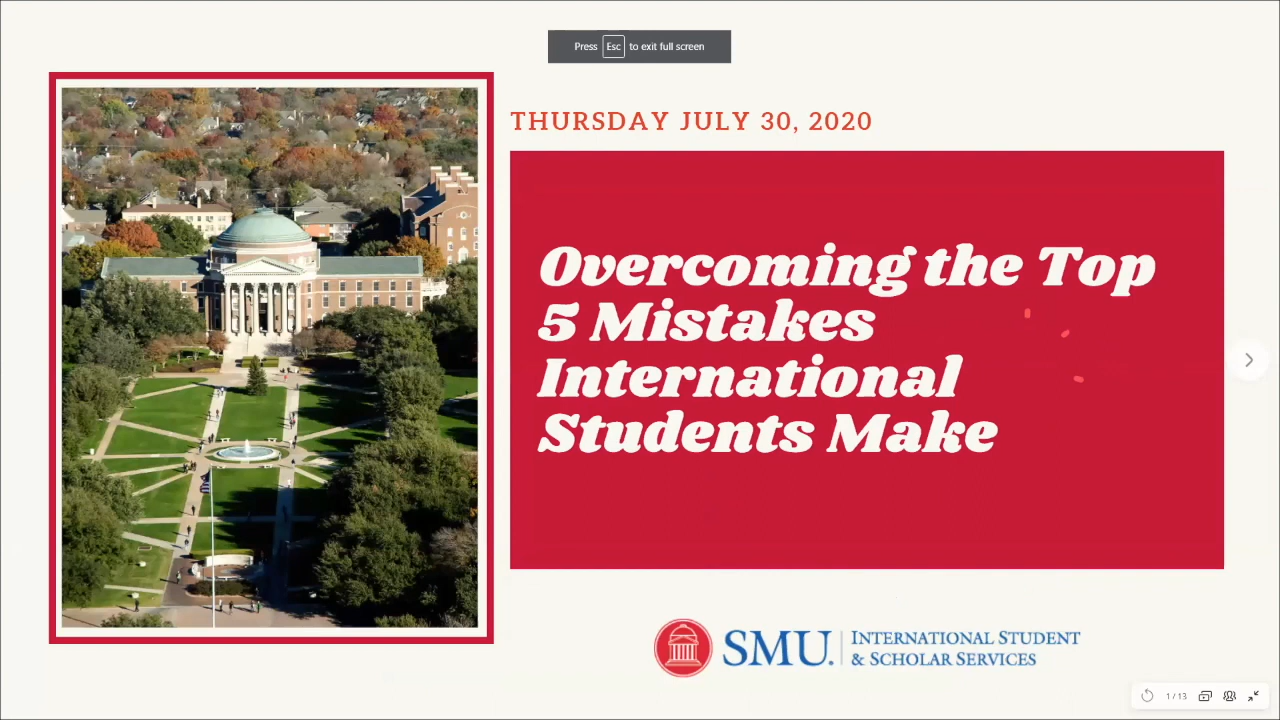 Press Esc to exit full screen
THURSDAY JULY 30, 2020
Overcoming the Top
5 Mistakes
International
Students Make
SMU. INTERNATIONAL STUDENT
& SCHOLAR SERVICES
1 / 13